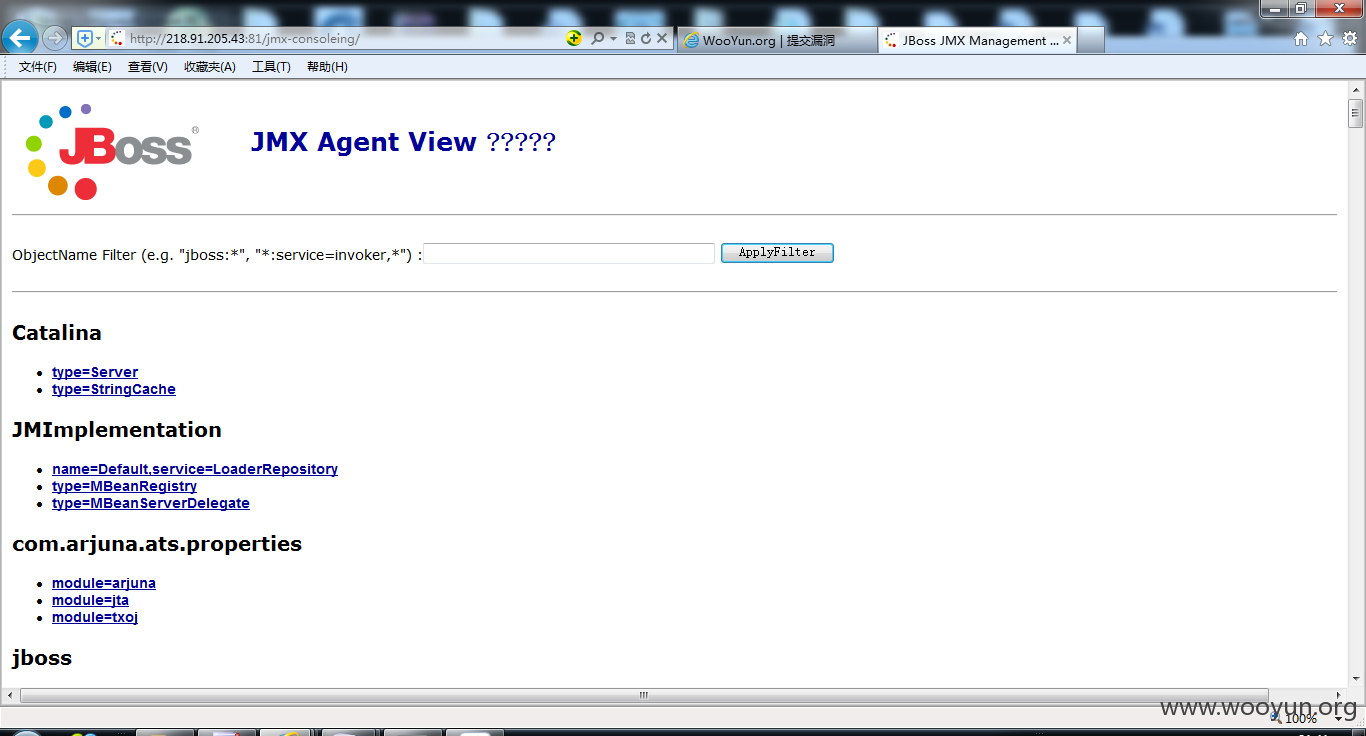 http://218.91.205.43:81/jmx-consoleing/
WooYun.org | 提交漏洞
JBoss JMX Management ...
文件(F) 编辑(E) 查看(V) 收藏夹(A) 工具(T) 帮助(H)
JBoss®
JMX Agent View ?????
ObjectName Filter (e.g. "jboss:*", "*:service=invoker,*") :
ApplyFilter
Catalina
type=Server
type=StringCache
JMImplementation
name=Default,service=LoaderRepository
type=MBeanRegistry
type=MBeanServerDelegate
com.arjuna.ats.properties
module=arjuna
module=jta
module=txoj
jboss
www.wooyun.org
100%